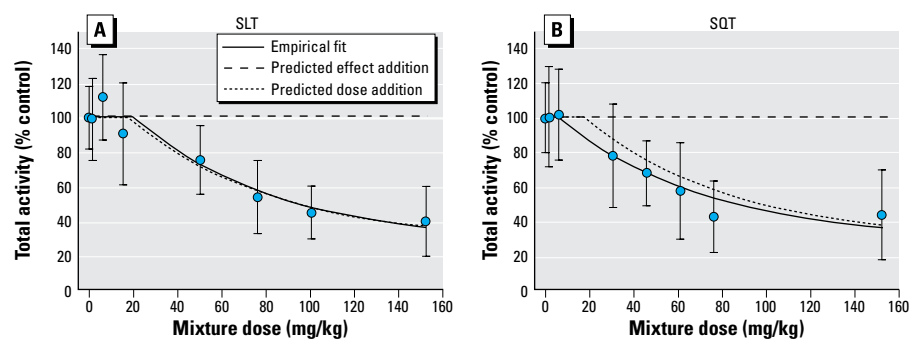 A
SLT
Empirical fit
Predicted effect addition
Predicted dose addition
Total activity (% control)
140
120
100
80
60
40
20
0
0 20 40 60 80 100 120 140 160
Mixture dose (mg/kg)
B
SQT
Total activity (% control)
140
120
100
80
60
40
20
0
0 20 40 60 80 100 120 140 160
Mixture dose (mg/kg)